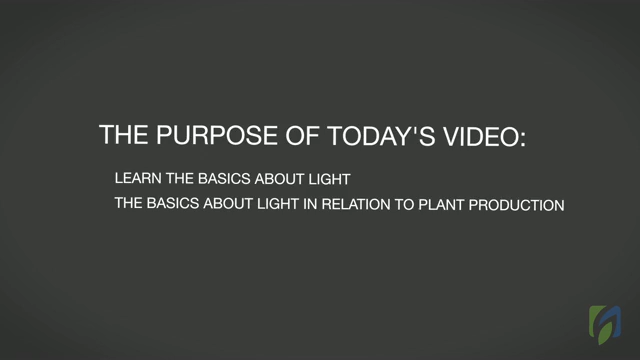 THE PURPOSE OF TODAY'S VIDEO:
LEARN THE BASICS ABOUT LIGHT
THE BASICS ABOUT LIGHT IN RELATION TO PLANT PRODUCTION